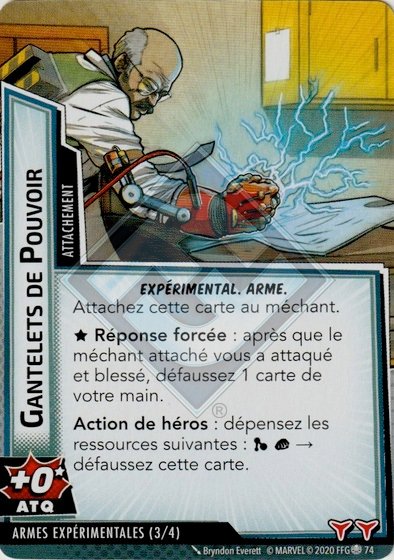 GANTELETS DE POUVOIR
ATTACHEMENT
EXPÉRIMENTAL. ARME.
Attachez cette carte au méchant.
★ Réponse forcée : après que le
méchant attaché vous a attaqué
et blessé, défaussez 1 carte de
votre main.
Action de héros : dépensez les
ressources suivantes : →
défaussez cette carte.
®
+0★
ATQ
ARMES EXPÉRIMENTALES (3/4)
Bryndon Everett © MARVEL © 2020 FFG 74